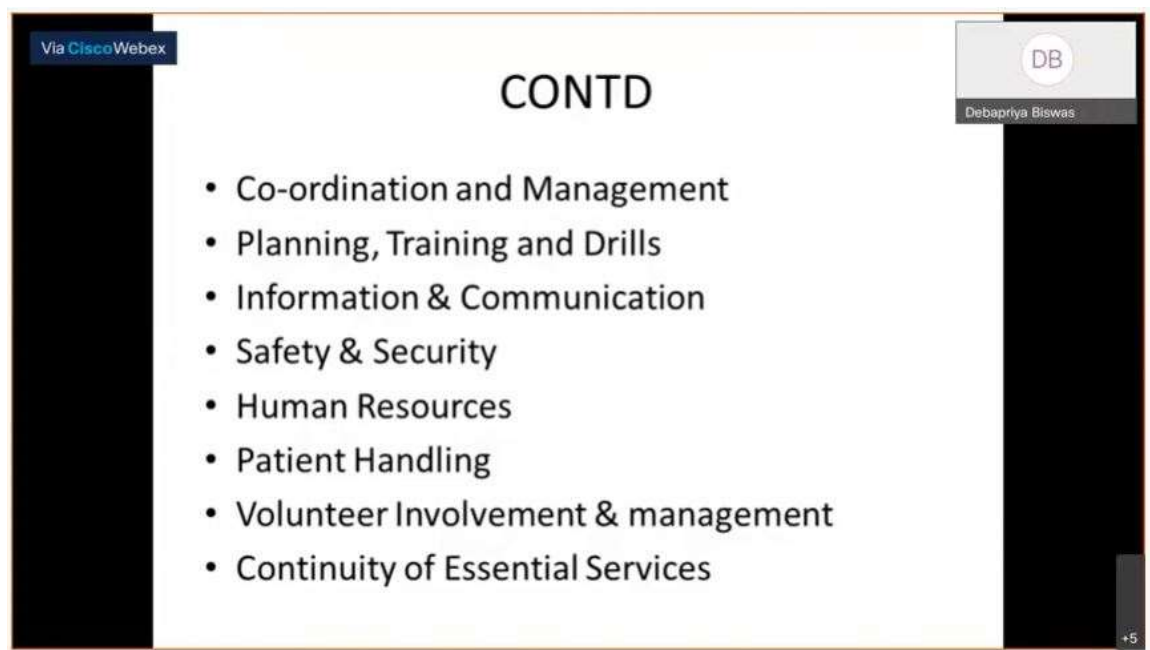 Via CiscoWebex
DB
Debapriya Biswas
CONTD
• Co-ordination and Management
• Planning, Training and Drills
• Information & Communication
• Safety & Security
• Human Resources
• Patient Handling
• Volunteer Involvement & management
• Continuity of Essential Services
+5